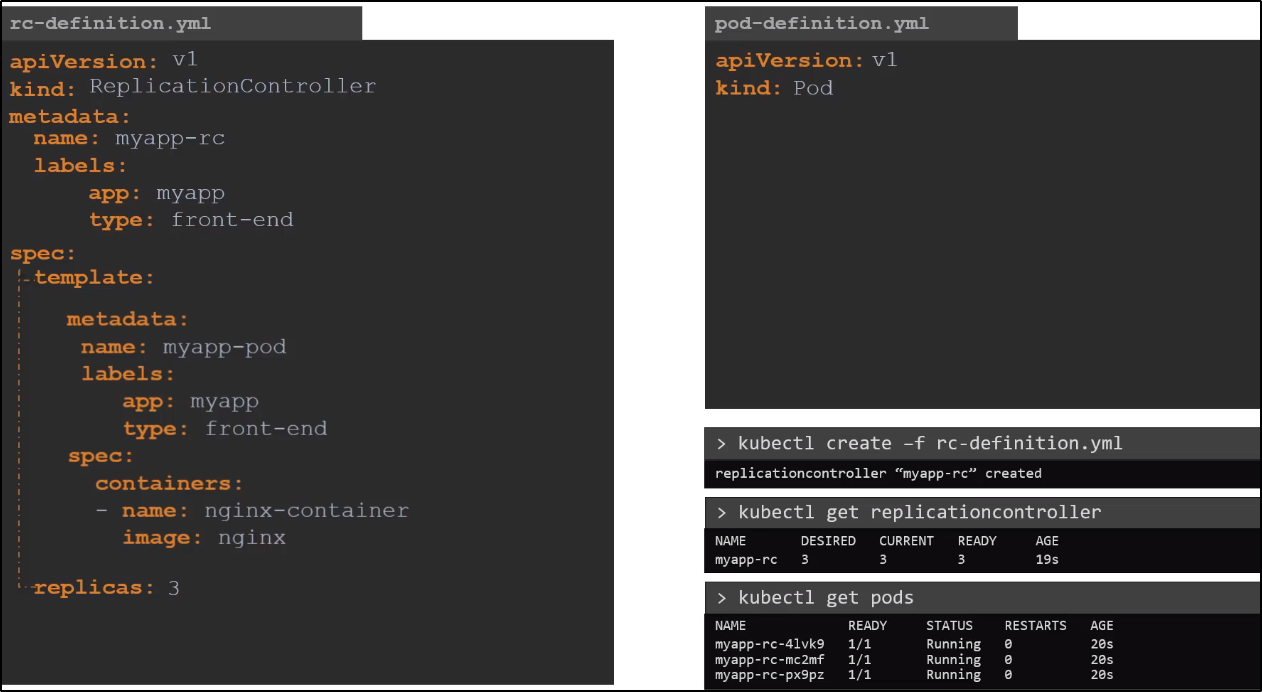 rc-definition.yml
apiVersion: v1
kind: ReplicationController
metadata:
name: myapp-rc
labels:
app: myapp
type: front-end
spec:
template:
metadata:
name: myapp-pod
labels:
app: myapp
type: front-end
spec:
containers:
- name: nginx-container
image: nginx
replicas: 3
pod-definition.yml
apiVersion: v1
kind: Pod
> kubectl create –f rc-definition.yml
replicationcontroller “myapp-rc” created
> kubectl get replicationcontroller
NAME DESIRED CURRENT READY AGE
myapp-rc 3 3 3 19s
> kubectl get pods
NAME READY STATUS RESTARTS AGE
myapp-rc-4lvk9 1/1 Running 0 20s
myapp-rc-mc2mf 1/1 Running 0 20s
myapp-rc-px9pz 1/1 Running 0 20s